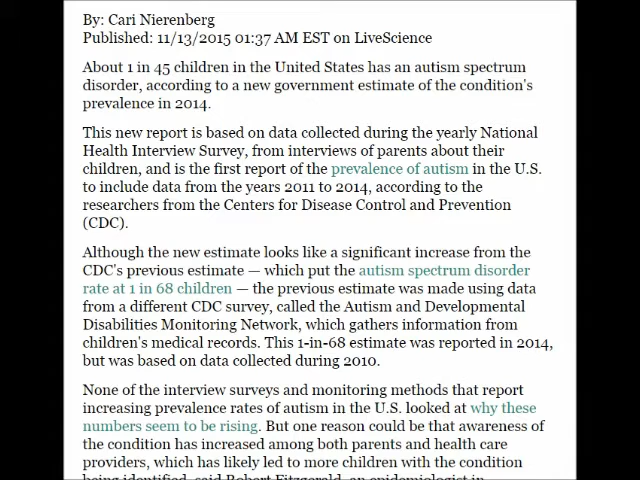 By: Cari Nierenberg
Published: 11/13/2015 01:37 AM EST on LiveScience
About 1 in 45 children in the United States has an autism spectrum
disorder, according to a new government estimate of the condition's
prevalence in 2014.
This new report is based on data collected during the yearly National
Health Interview Survey, from interviews of parents about their
children, and is the first report of the prevalence of autism in the U.S.
to include data from the years 2011 to 2014, according to the
researchers from the Centers for Disease Control and Prevention
(CDC).
Although the new estimate looks like a significant increase from the
CDC's previous estimate — which put the autism spectrum disorder
rate at 1 in 68 children — the previous estimate was made using data
from a different CDC survey, called the Autism and Developmental
Disabilities Monitoring Network, which gathers information from
children's medical records. This 1-in-68 estimate was reported in 2014,
but was based on data collected during 2010.
None of the interview surveys and monitoring methods that report
increasing prevalence rates of autism in the U.S. looked at why these
numbers seem to be rising. But one reason could be that awareness of
the condition has increased among both parents and health care
providers, which has likely led to more children with the condition
being identified, said Robert Fitzgerald, an epidemiologist in